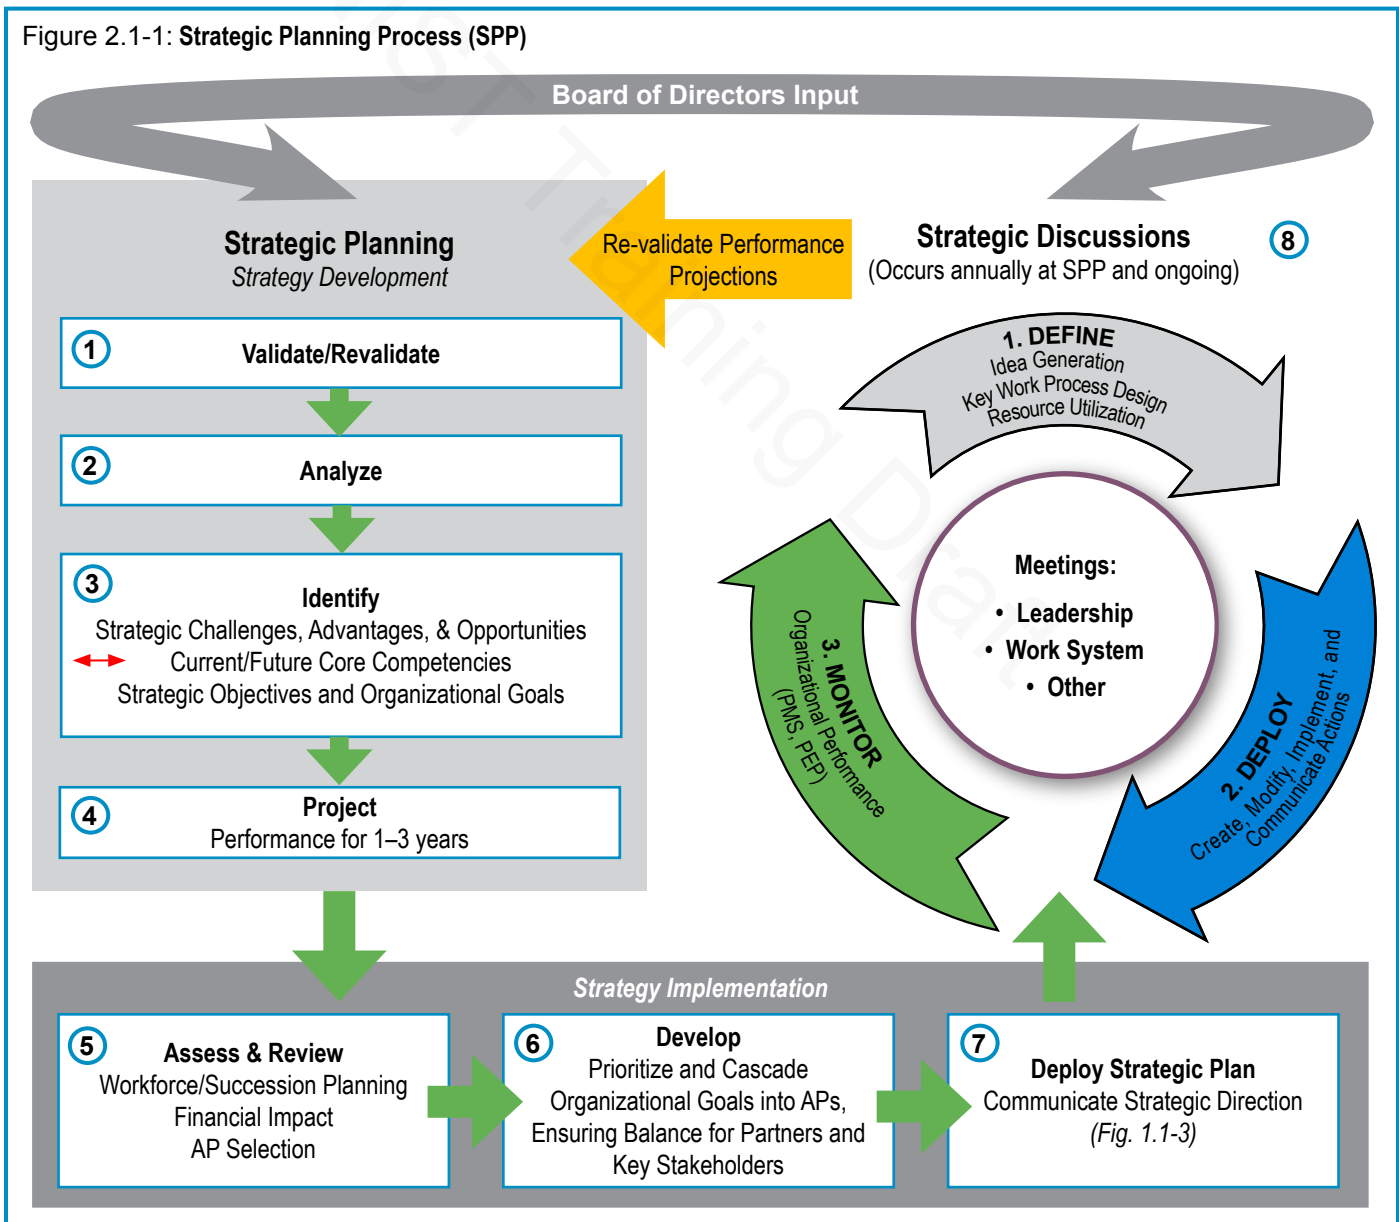 Figure 2.1-1: Strategic Planning Process (SPP)
Board of Directors Input
Strategic Planning
Strategy Development
Re-validate Performance
Projections
Strategic Discussions
(Occurs annually at SPP and ongoing)
8
1
Validate/Revalidate
2
Analyze
3
Identify
Strategic Challenges, Advantages, & Opportunities
Current/Future Core Competencies
Strategic Objectives and Organizational Goals
4
Project
Performance for 1–3 years
1. DEFINE
Idea Generation
Key Work Process Design
Resource Utilization
Meetings:
• Leadership
• Work System
• Other
2. DEPLOY
Create, Modify, Implement, and
Communicate Actions
3. MONITOR
Organizational Performance
(PMS, PEP)
Strategy Implementation
5
Assess & Review
Workforce/Succession Planning
Financial Impact
AP Selection
6
Develop
Prioritize and Cascade
Organizational Goals into APs,
Ensuring Balance for Partners and
Key Stakeholders
7
Deploy Strategic Plan
Communicate Strategic Direction
(Fig. 1.1-3)
Training Draft